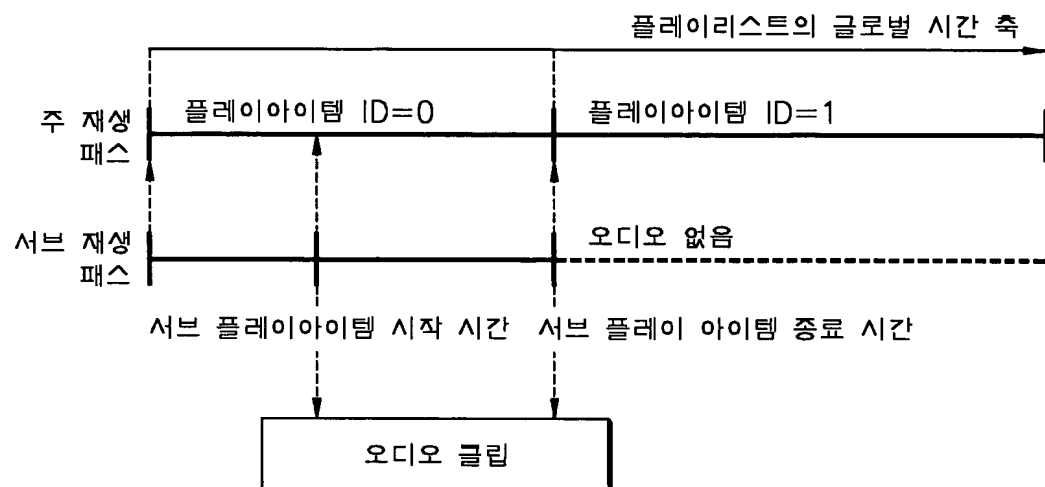 플레이리스트의 글로벌 시간 축
플레이아이템 ID=0
플레이아이템 ID=1
주 재생
패스
서브 재생
패스
오디오 없음
서브 플레이아이템 시작 시간
서브 플레이 아이템 종료 시간
오디오 클립